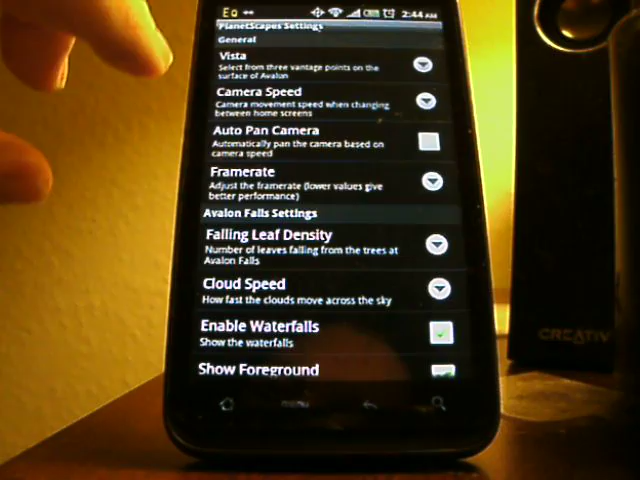 2:44 AM
PlanetScapes Settings
General
Vista
Select from three vantage points on the
surface of Avalon
Camera Speed
Camera movement speed when changing
between home screens
Auto Pan Camera
Automatically pan the camera based on
camera speed
Framerate
Adjust the framerate (lower values give
better performance)
Avalon Falls Settings
Falling Leaf Density
Number of leaves falling from the trees at
Avalon Falls
Cloud Speed
How fast the clouds move across the sky
Enable Waterfalls
Show the waterfalls
Show Foreground
menu
CREATIV